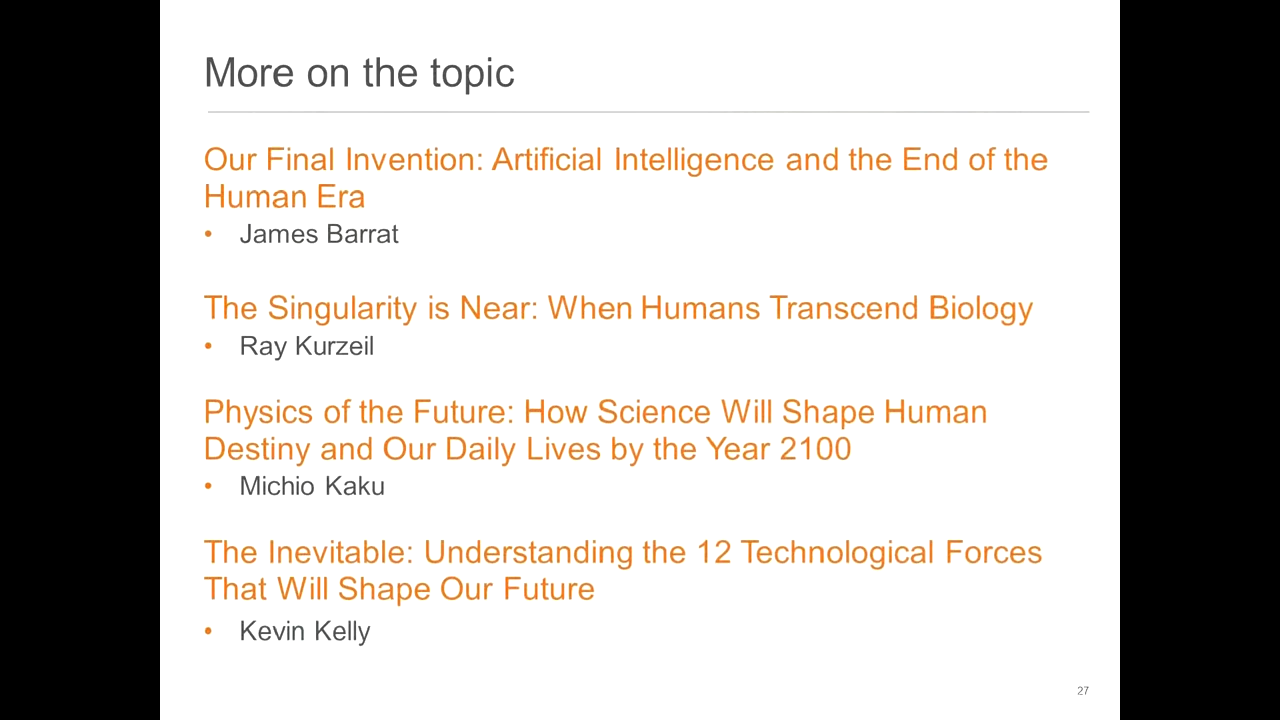 More on the topic
Our Final Invention: Artificial Intelligence and the End of the
Human Era
• James Barrat
The Singularity is Near: When Humans Transcend Biology
• Ray Kurzeil
Physics of the Future: How Science Will Shape Human
Destiny and Our Daily Lives by the Year 2100
• Michio Kaku
The Inevitable: Understanding the 12 Technological Forces
That Will Shape Our Future
• Kevin Kelly
27